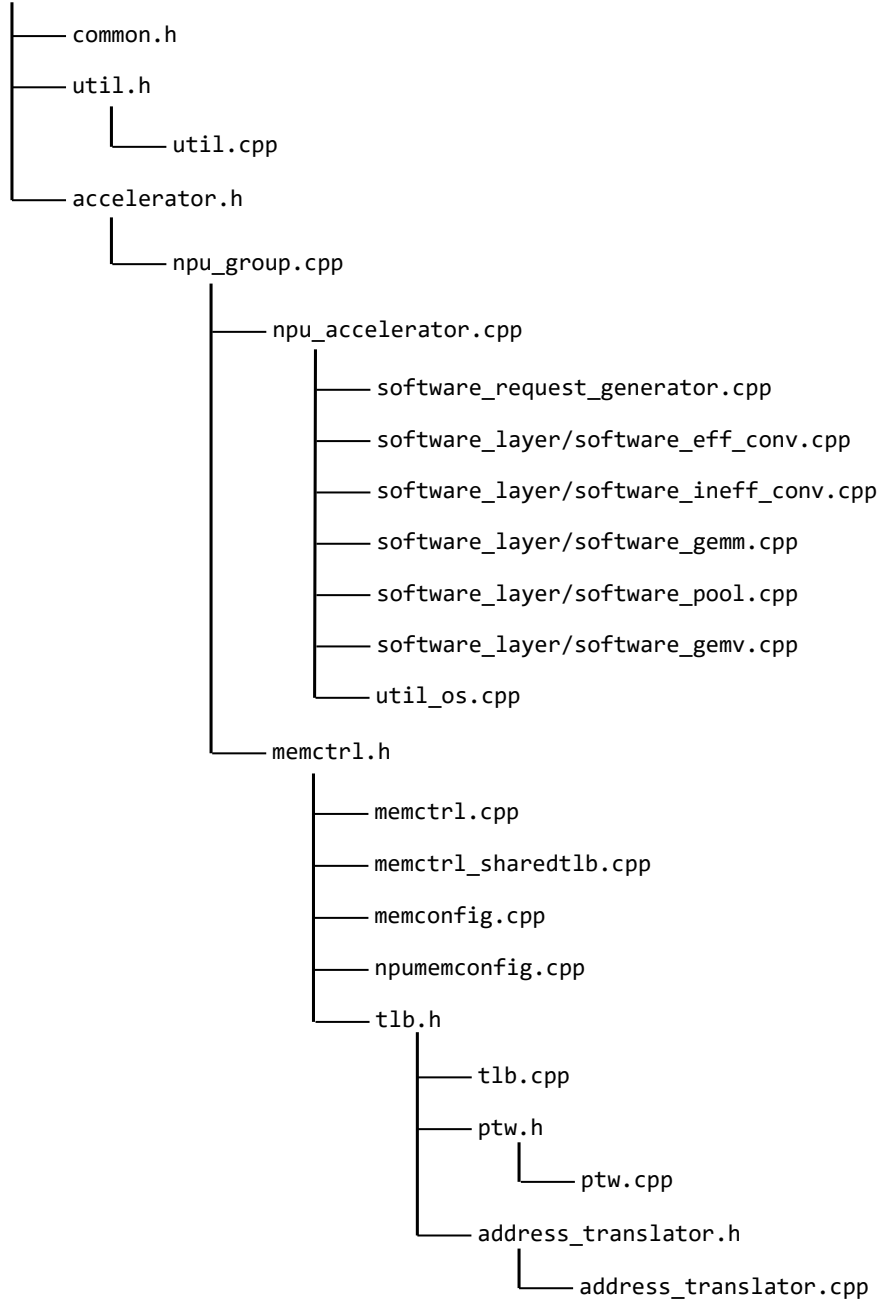 common.h
util.h
util.cpp
accelerator.h
npu_group.cpp
npu_accelerator.cpp
software_request_generator.cpp
software_layer/software_eff_conv.cpp
software_layer/software_ineff_conv.cpp
software_layer/software_gemm.cpp
software_layer/software_pool.cpp
software_layer/software_gemv.cpp
util_os.cpp
memctrl.h
memctrl.cpp
memctrl_sharedtlb.cpp
memconfig.cpp
npumemconfig.cpp
tlb.h
tlb.cpp
ptw.h
ptw.cpp
address_translator.h
address_translator.cpp